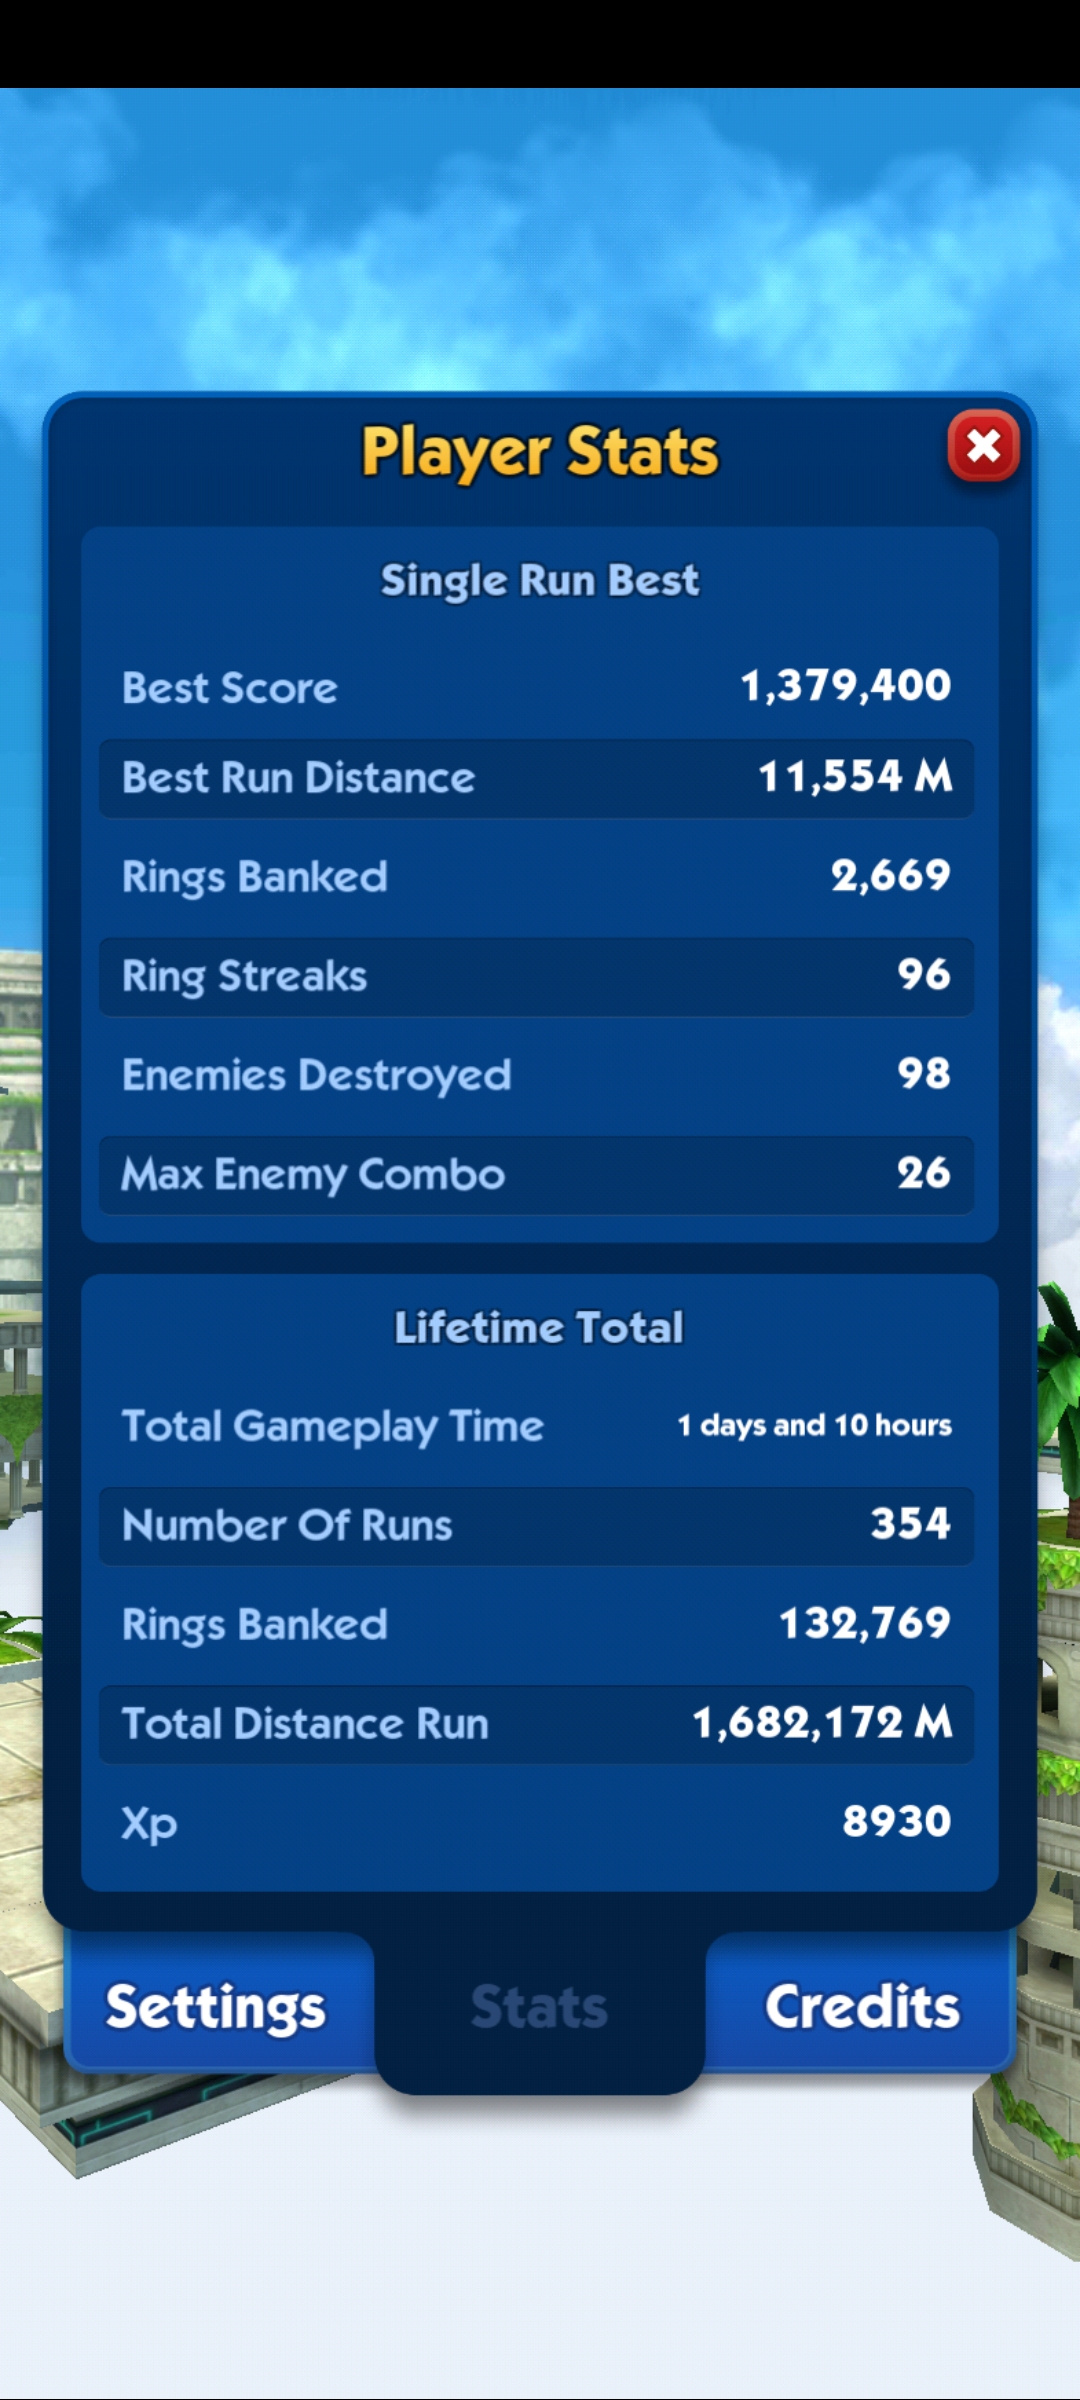 Player Stats
Single Run Best
Best Score 1,379,400
Best Run Distance 11,554 M
Rings Banked 2,669
Ring Streaks 96
Enemies Destroyed 98
Max Enemy Combo 26
Lifetime Total
Total Gameplay Time 1 days and 10 hours
Number Of Runs 354
Rings Banked 132,769
Total Distance Run 1,682,172 M
Xp 8930
Settings Stats Credits